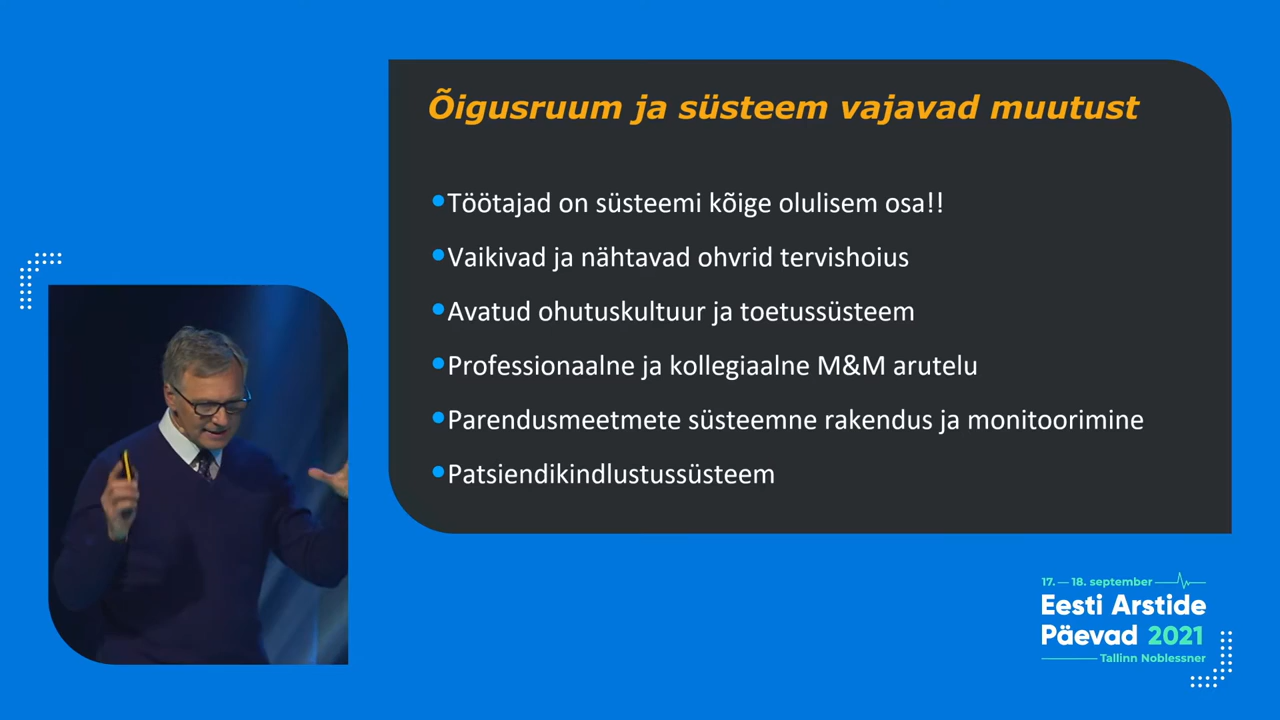 Õigusruum ja süsteem vajavad muutust
•Töötajad on süsteemi kõige olulisem osa!!
•Vaikivad ja nähtavad ohvrid tervishoius
•Avatud ohutuskultuur ja toetussüsteem
•Professionaalne ja kollegiaalne M&M arutelu
•Parendusmeetmete süsteemne rakendus ja monitoorimine
•Patsiendikindlustussüsteem
17. — 18. september
Eesti Arstide
Päevad 2021
Tallinn Noblessner